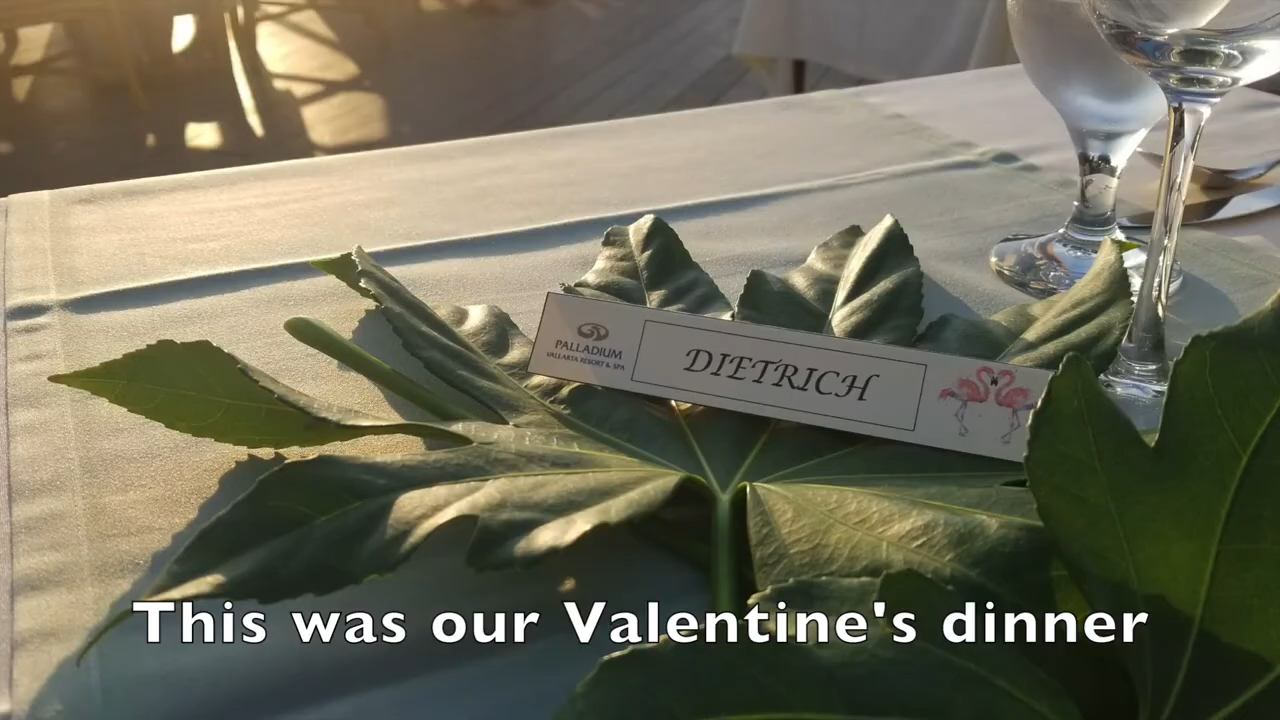 PALLADIUM
VALLARTA RESORT & SPA
DIETRICH
This was our Valentine's dinner